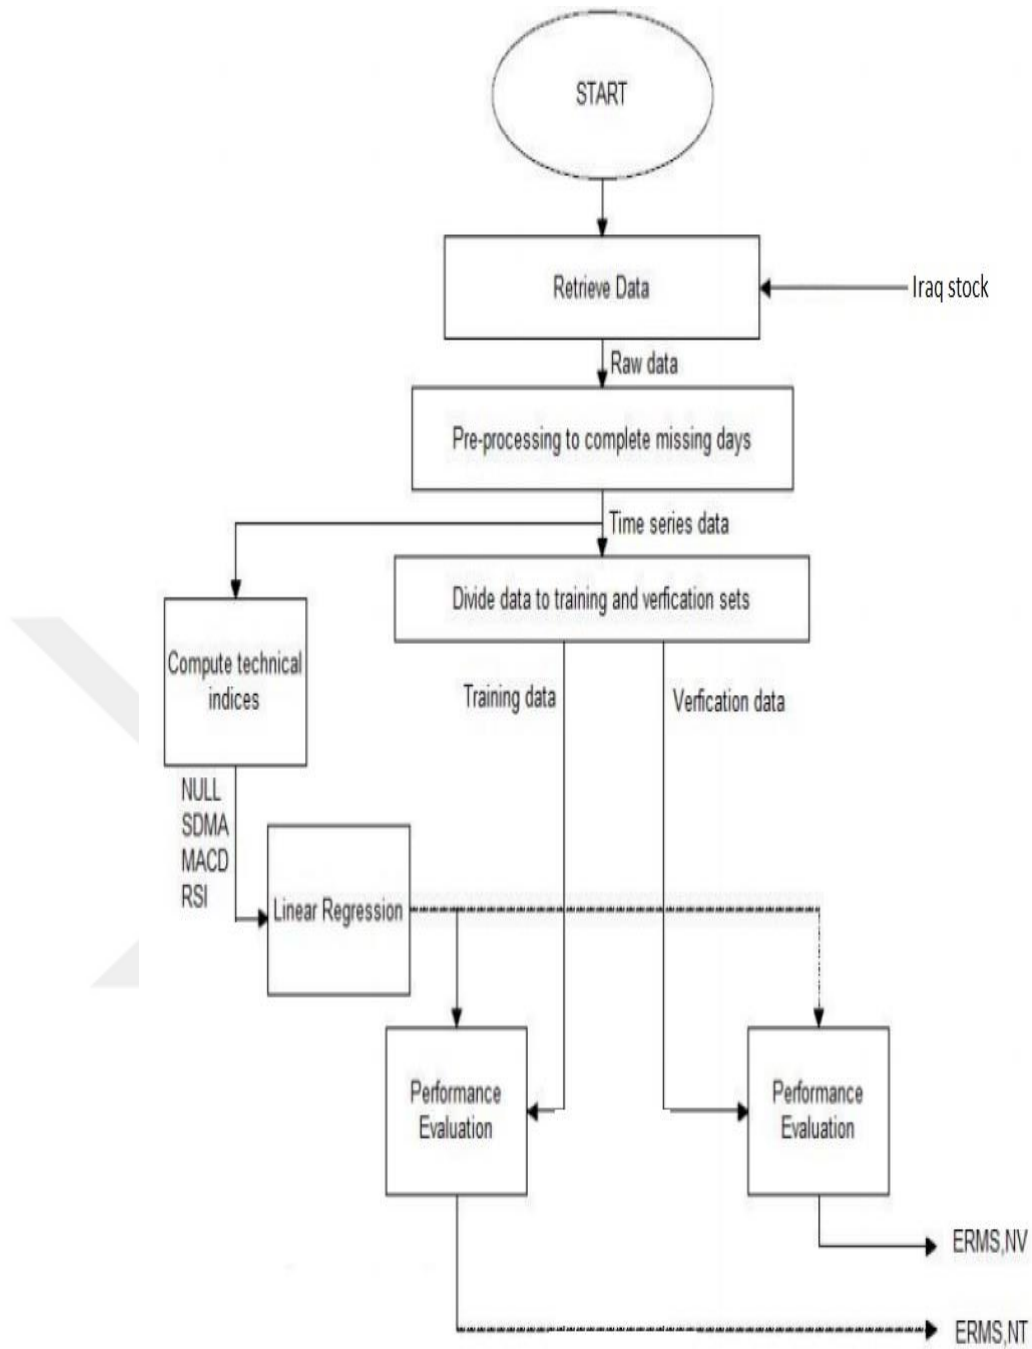 START
Retrieve Data
Iraq stock
Raw data
Pre-processing to complete missing days
Time series data
Divide data to training and verfication sets
Compute technical
indices
Training data
Verfication data
NULL
SDMA
MACD
RSI
Linear Regression
Performance
Evaluation
Performance
Evaluation
ERMS,NV
ERMS,NT